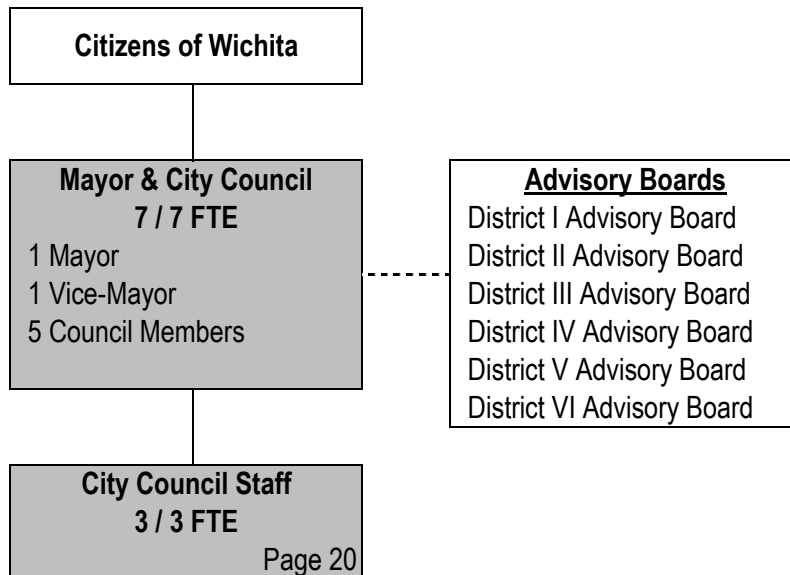 Citizens of Wichita
Mayor & City Council
7 / 7 FTE
1 Mayor
1 Vice-Mayor
5 Council Members
Advisory Boards
District I Advisory Board
District II Advisory Board
District III Advisory Board
District IV Advisory Board
District V Advisory Board
District VI Advisory Board
City Council Staff
3 / 3 FTE
Page 20